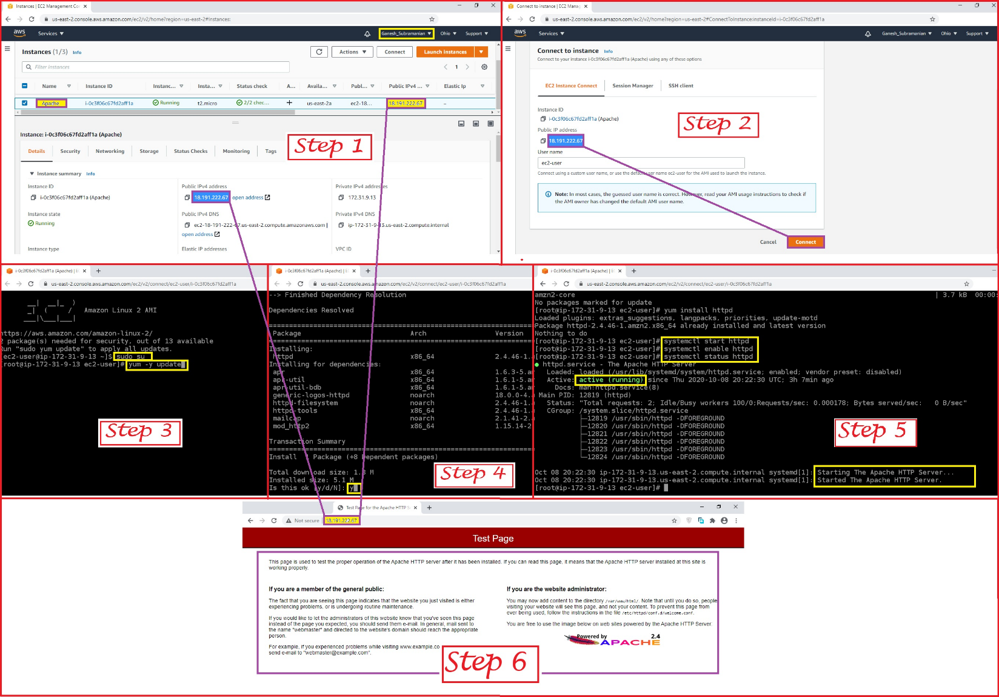 Instances | EC2 Management Con
us-east-2.console.aws.amazon.com/ec2/v2/home?region=us-east-2#Instances:
aws Services Ganesh_Subramanian Ohio Support
Instances (1/3) Info Actions Connect Launch instances
Filter instances
1
Name Instance ID Instanc... Insta... Status check A... Availa... Publ... Public IPv4 ... Elastic Ip
Apache i-0c3f06c67fd2aff1a Running t2.micro 2/2 chec... + us-east-2a ec2-18... 18.191.222.67 –
Instance: i-0c3f06c67fd2aff1a (Apache)
Step 1
Details Security Networking Storage Status Checks Monitoring Tags
Instance summary Info
Instance ID Public IPv4 address Private IPv4 addresses
i-0c3f06c67fd2aff1a (Apache) 18.191.222.67 open address 172.31.9.13
Instance state Public IPv4 DNS Private IPv4 DNS
Running ec2-18-191-222-67.us-east-2.compute.amazonaws.com | ip-172-31-9-13.us-east-2.compute.internal
open address
Instance type Elastic IP addresses VPC ID
Connect to instance | EC2 Manag
us-east-2.console.aws.amazon.com/ec2/v2/home?region=us-east-2#ConnectToInstance:instanceId=i-0c3f06c67fd2aff1a
aws Services Ganesh_Subramanian Ohio Support
Connect to instance Info
Connect to your instance i-0c3f06c67fd2aff1a (Apache) using any of these options
EC2 Instance Connect Session Manager SSH client
Instance ID
i-0c3f06c67fd2aff1a (Apache)
Step 2
Public IP address
18.191.222.67
User name
ec2-user
Connect using a custom user name, or use the default user name ec2-user for the AMI used to launch the instance.
Note: In most cases, the guessed user name is correct. However, read your AMI usage instructions to check if
the AMI owner has changed the default AMI user name.
Cancel Connect
i-0c3f06c67fd2aff1a (Apache) | E
us-east-2.console.aws.amazon.com/ec2/v2/connect/ec2-user/i-0c3f06c67fd2aff1a
__|  __|_  )
_|  (     /   Amazon Linux 2 AMI
___|\___|___|
https://aws.amazon.com/amazon-linux-2/
2 package(s) needed for security, out of 13 available
Run "sudo yum update" to apply all updates.
[ec2-user@ip-172-31-9-13 ~]$ sudo su
[root@ip-172-31-9-13 ec2-user]# yum -y update
Step 3
i-0c3f06c67fd2aff1a (Apache) | E
us-east-2.console.aws.amazon.com/ec2/v2/connect/ec2-user/i-0c3f06c67fd2aff1a
--> Finished Dependency Resolution
Dependencies Resolved
Package Arch Version
Installing:
httpd x86_64 2.4.46-1.
Installing for dependencies:
apr x86_64 1.6.3-5.a
apr-util x86_64 1.6.1-5.a
apr-util-bdb x86_64 1.6.1-5.a
generic-logos-httpd noarch 18.0.0-4.
httpd-filesystem noarch 2.4.46-1.
httpd-tools x86_64 2.4.46-1.
mailcap noarch 2.1.41-2.
mod_http2 x86_64 1.15.14-2
Transaction Summary
Install 1 Package (+8 Dependent packages)
Total download size: 1.8 M
Installed size: 5.1 M
Is this ok [y/d/N]: y
Step 4
i-0c3f06c67fd2aff1a (Apache) | E
us-east-2.console.aws.amazon.com/ec2/v2/connect/ec2-user/i-0c3f06c67fd2aff1a
amzn2-core | 3.7 kB 00:00:
No packages marked for update
[root@ip-172-31-9-13 ec2-user]# yum install httpd
Loaded plugins: extras_suggestions, langpacks, priorities, update-motd
Package httpd-2.4.46-1.amzn2.x86_64 already installed and latest version
Nothing to do
[root@ip-172-31-9-13 ec2-user]# systemctl start httpd
[root@ip-172-31-9-13 ec2-user]# systemctl enable httpd
[root@ip-172-31-9-13 ec2-user]# systemctl status httpd
● httpd.service - The Apache HTTP Server
Loaded: loaded (/usr/lib/systemd/system/httpd.service; enabled; vendor preset: disabled)
Active: active (running) since Thu 2020-10-08 20:22:30 UTC; 3h 7min ago
Docs: man:httpd.service(8)
Main PID: 12819 (httpd)
Status: "Total requests: 2; Idle/Busy workers 100/0;Requests/sec: 0.000178; Bytes served/sec:   0 B/sec"
CGroup: /system.slice/httpd.service
├─12819 /usr/sbin/httpd -DFOREGROUND
├─12820 /usr/sbin/httpd -DFOREGROUND
├─12821 /usr/sbin/httpd -DFOREGROUND
├─12822 /usr/sbin/httpd -DFOREGROUND
├─12823 /usr/sbin/httpd -DFOREGROUND
└─12824 /usr/sbin/httpd -DFOREGROUND
Step 5
Oct 08 20:22:30 ip-172-31-9-13.us-east-2.compute.internal systemd[1]: Starting The Apache HTTP Server...
Oct 08 20:22:30 ip-172-31-9-13.us-east-2.compute.internal systemd[1]: Started The Apache HTTP Server.
[root@ip-172-31-9-13 ec2-user]#
Test Page for the Apache HTTP S
Not secure | 18.191.222.67
Test Page
This page is used to test the proper operation of the Apache HTTP server after it has been installed. If you can read this page, it means that the Apache HTTP server installed at this site is
working properly.
If you are a member of the general public:
The fact that you are seeing this page indicates that the website you just visited is either
experiencing problems, or is undergoing routine maintenance.
If you would like to let the administrators of this website know that you've seen this page
instead of the page you expected, you should send them e-mail. In general, mail sent to
the name "webmaster" and directed to the website's domain should reach the appropriate
person.
For example, if you experienced problems while visiting www.example.co
send e-mail to "webmaster@example.com".
If you are the website administrator:
You may now add content to the directory /var/www/html/. Note that until you do so, people
visiting your website will see this page, and not your content. To prevent this page from
ever being used, follow the instructions in the file /etc/httpd/conf.d/welcome.conf.
You are free to use the image below on web sites powered by the Apache HTTP Server.
Powered by 2.4
APACHE
Step 6